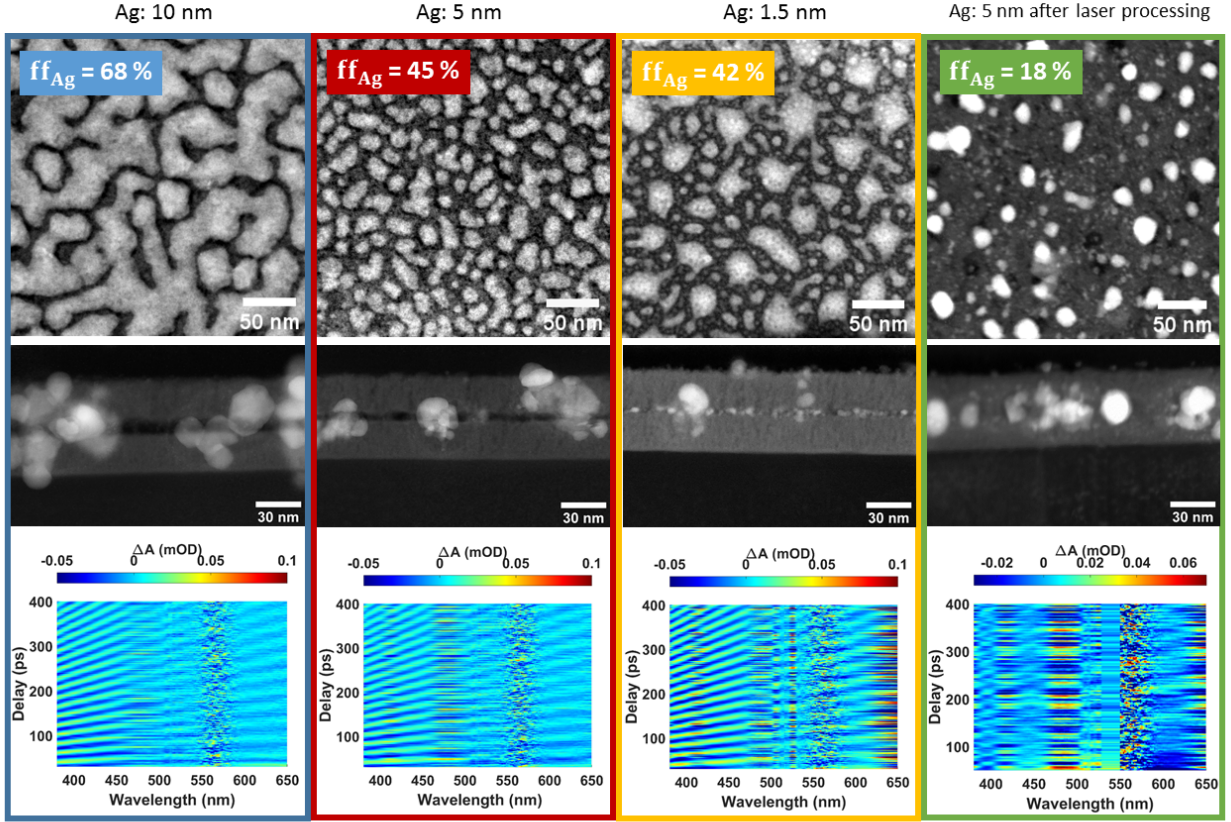 Ag: 10 nm
Ag: 5 nm
Ag: 1.5 nm
Ag: 5 nm after laser processing
ff_Ag = 68 %
ff_Ag = 45 %
ff_Ag = 42 %
ff_Ag = 18 %
50 nm
50 nm
50 nm
50 nm
30 nm
30 nm
30 nm
30 nm
ΔA (mOD)
-0.05 0 0.05 0.1
400
300
200
100
Delay (ps)
400 450 500 550 600 650
Wavelength (nm)
ΔA (mOD)
-0.05 0 0.05 0.1
400
300
200
100
Delay (ps)
400 450 500 550 600 650
Wavelength (nm)
ΔA (mOD)
-0.05 0 0.05 0.1
400
300
200
100
Delay (ps)
400 450 500 550 600 650
Wavelength (nm)
ΔA (mOD)
-0.02 0 0.02 0.04 0.06
400
300
200
100
Delay (ps)
400 450 500 550 600 650
Wavelength (nm)